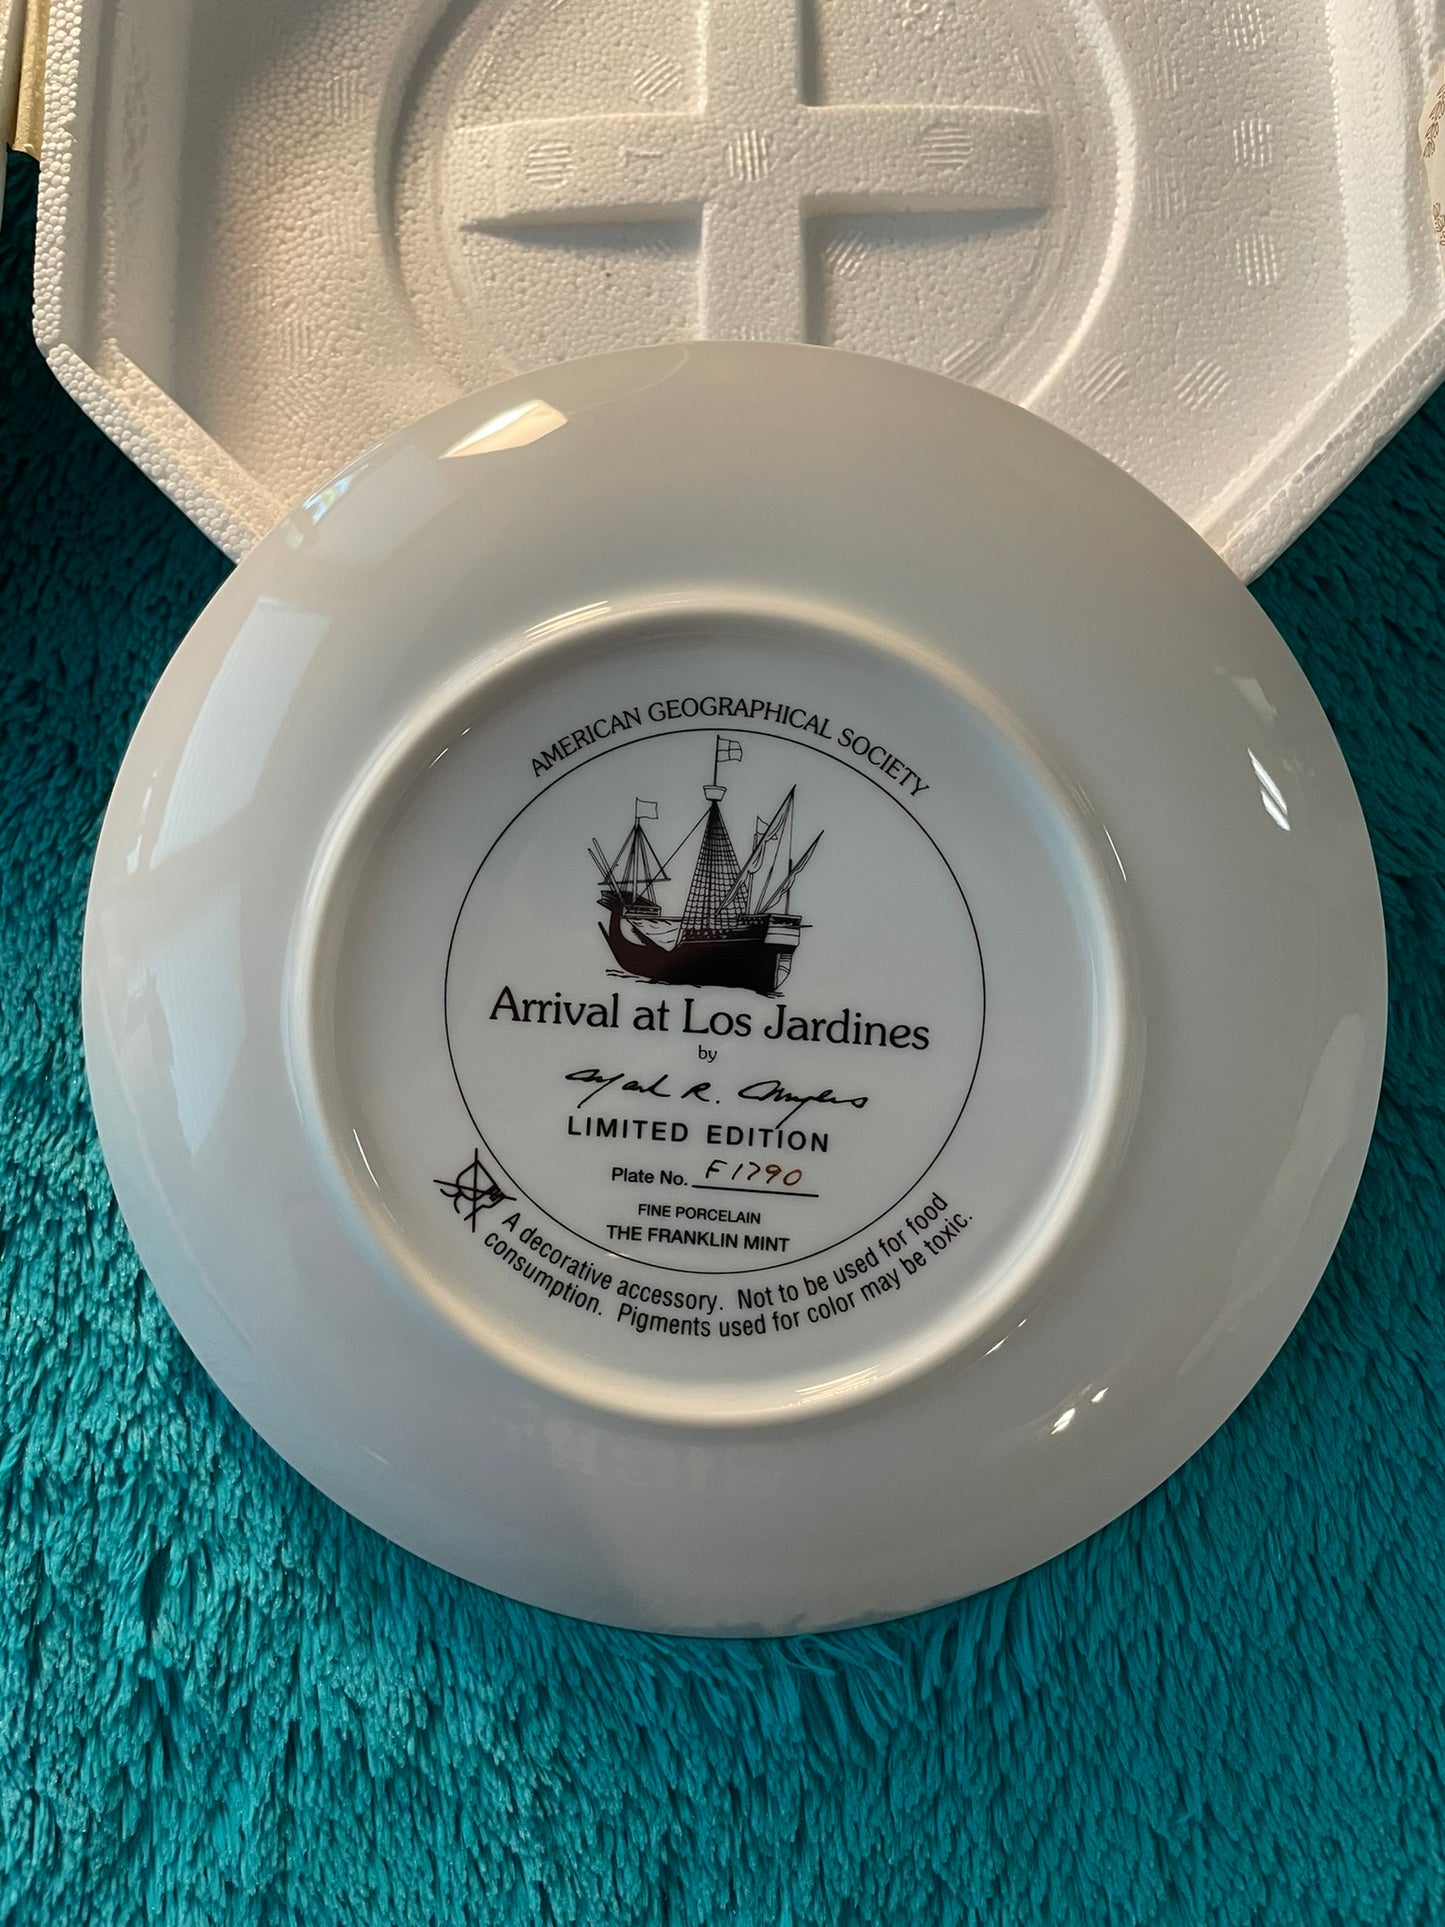 AMERICAN GEOGRAPHICAL SOCIETY
Arrival at Los Jardines
by
Mark R.
LIMITED EDITION
Plate No. F1790
FINE PORCELAIN
THE FRANKLIN MINT
A decorative accessory. Not to be used for food
consumption. Pigments used for color may be toxic.